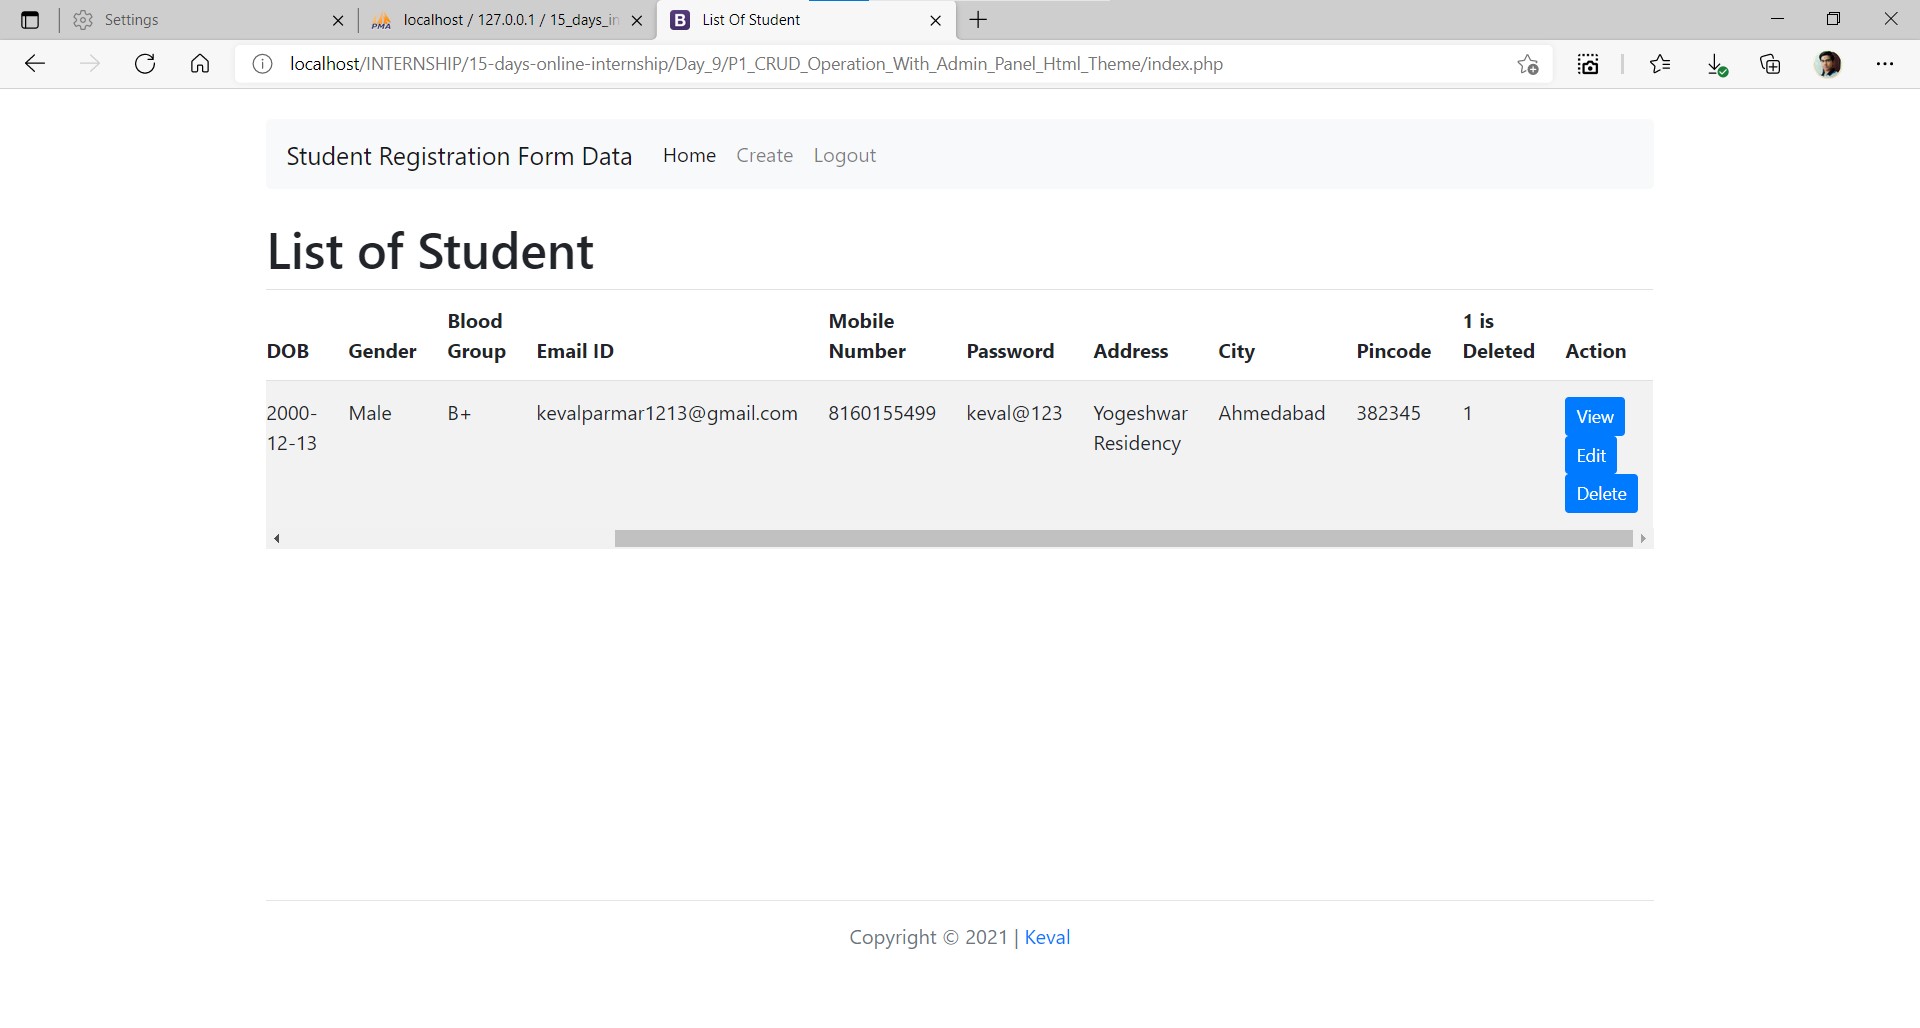 Settings
localhost / 127.0.0.1 / 15_days_in
List Of Student
localhost/INTERNSHIP/15-days-online-internship/Day_9/P1_CRUD_Operation_With_Admin_Panel_Html_Theme/index.php
Student Registration Form Data Home Create Logout
List of Student
DOB Gender Blood Group Email ID Mobile Number Password Address City Pincode 1 is Deleted Action
2000-12-13 Male B+ kevalparmar1213@gmail.com 8160155499 keval@123 Yogeshwar Residency Ahmedabad 382345 1 View
Edit
Delete
Copyright © 2021 | Keval